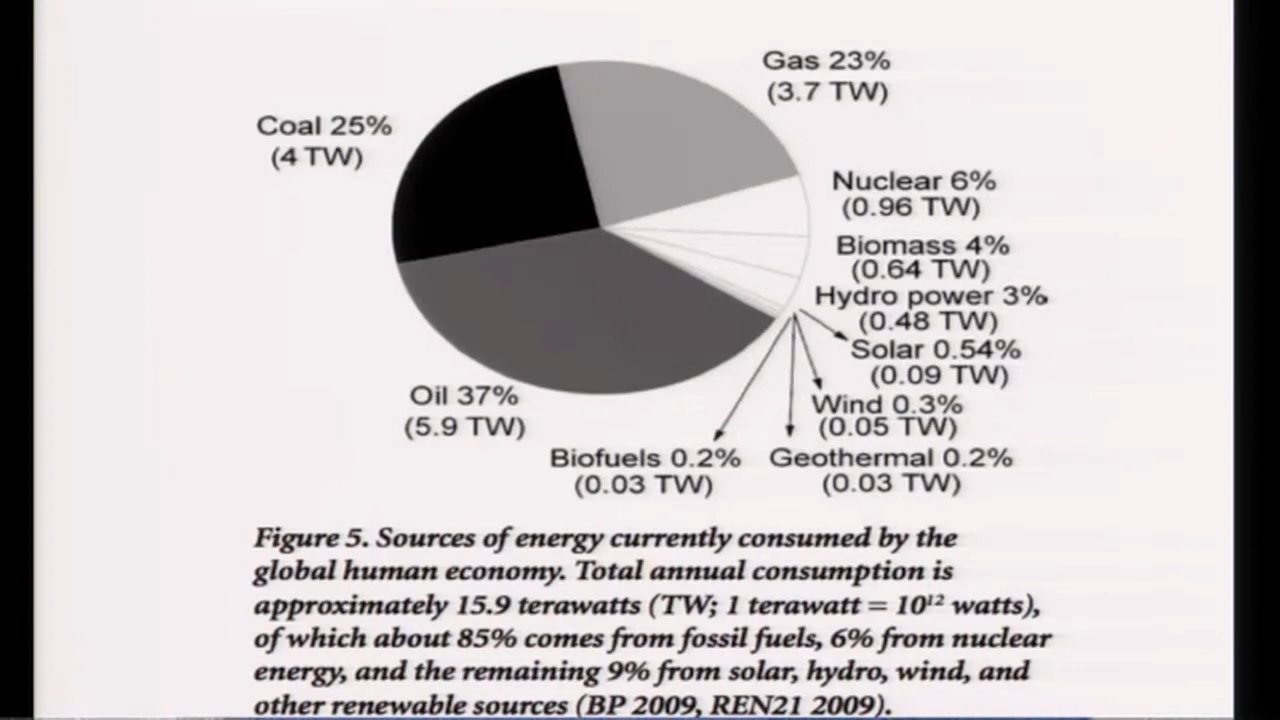 Gas 23%
(3.7 TW)
Coal 25%
(4 TW)
Nuclear 6%
(0.96 TW)
Biomass 4%
(0.64 TW)
Hydro power 3%
(0.48 TW)
Solar 0.54%
(0.09 TW)
Wind 0.3%
(0.05 TW)
Oil 37%
(5.9 TW)
Biofuels 0.2%
(0.03 TW)
Geothermal 0.2%
(0.03 TW)
Figure 5. Sources of energy currently consumed by the
global human economy. Total annual consumption is
approximately 15.9 terawatts (TW; 1 terawatt = 10¹² watts),
of which about 85% comes from fossil fuels, 6% from nuclear
energy, and the remaining 9% from solar, hydro, wind, and
other renewable sources (BP 2009, REN21 2009).